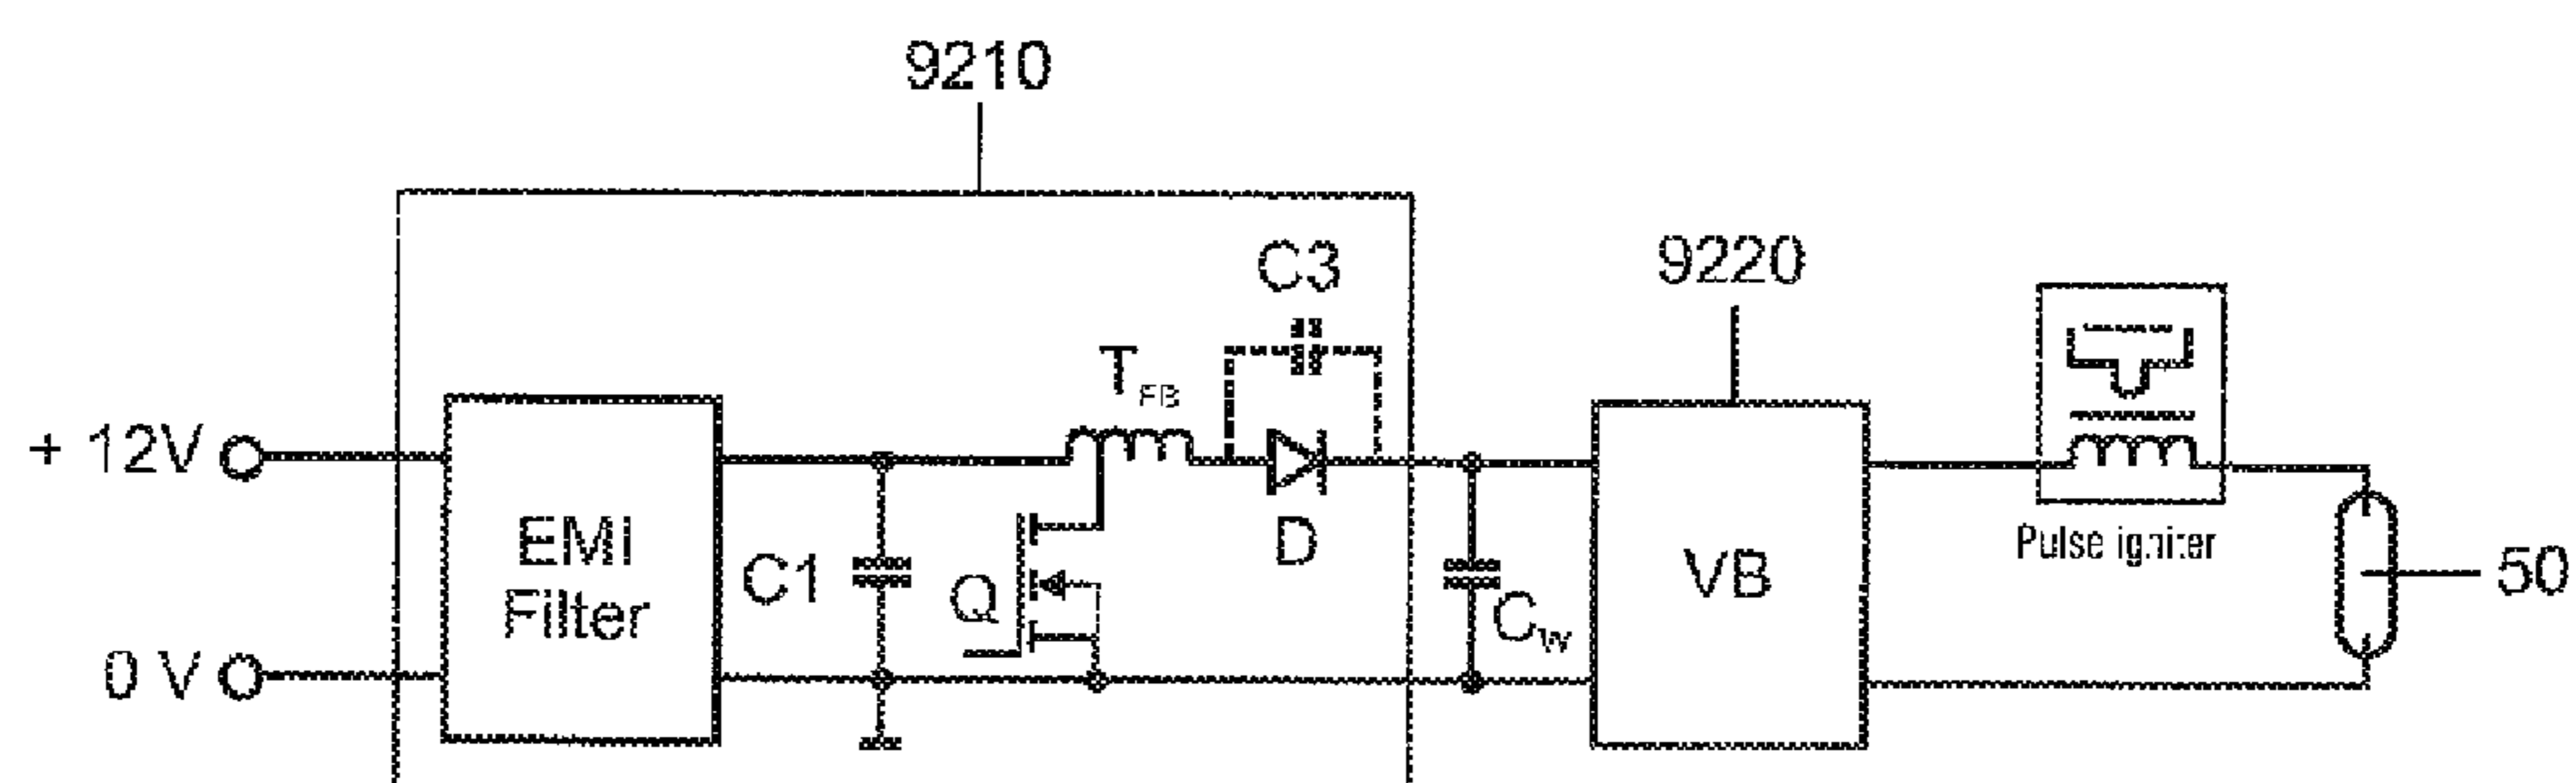 9210
C3
9220
T_FB
+ 12V
EMI
Filter
C1
Q
D
C_W
VB
Pulse igniter
50
0 V